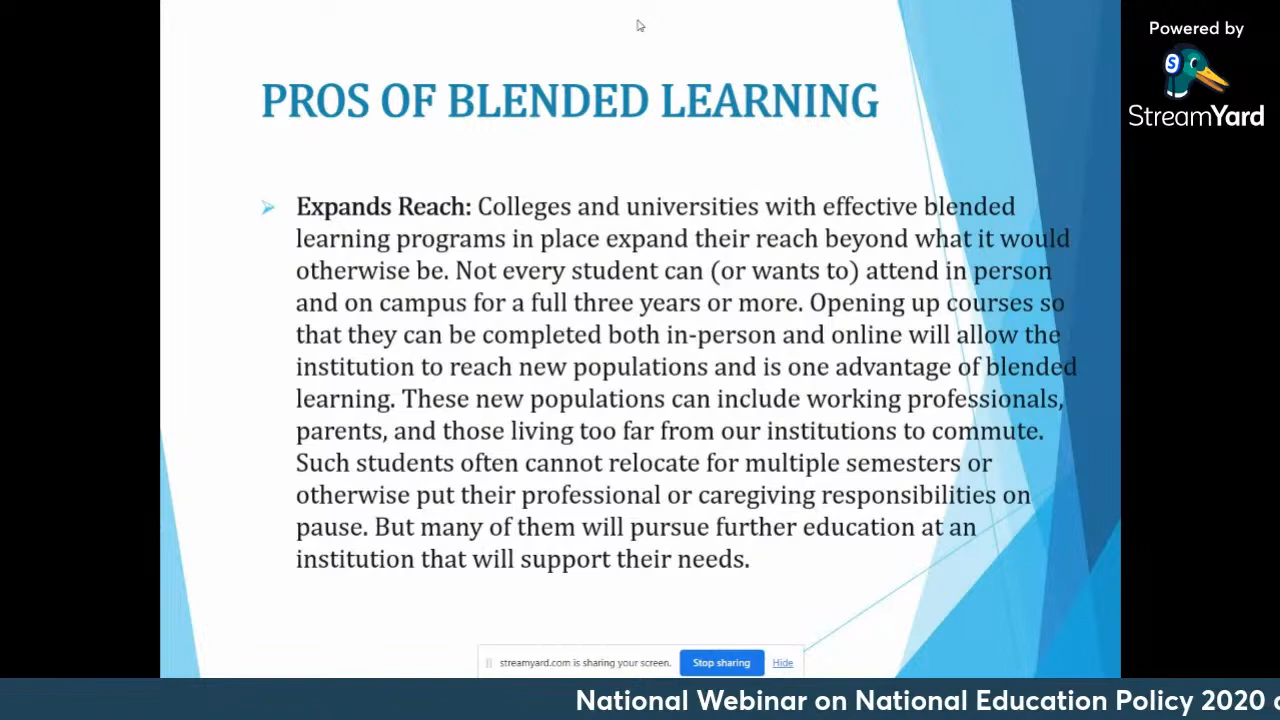 Powered by
StreamYard
PROS OF BLENDED LEARNING
Expands Reach: Colleges and universities with effective blended
learning programs in place expand their reach beyond what it would
otherwise be. Not every student can (or wants to) attend in person
and on campus for a full three years or more. Opening up courses so
that they can be completed both in-person and online will allow the
institution to reach new populations and is one advantage of blended
learning. These new populations can include working professionals,
parents, and those living too far from our institutions to commute.
Such students often cannot relocate for multiple semesters or
otherwise put their professional or caregiving responsibilities on
pause. But many of them will pursue further education at an
institution that will support their needs.
streamyard.com is sharing your screen. Stop sharing Hide
National Webinar on National Education Policy 2020